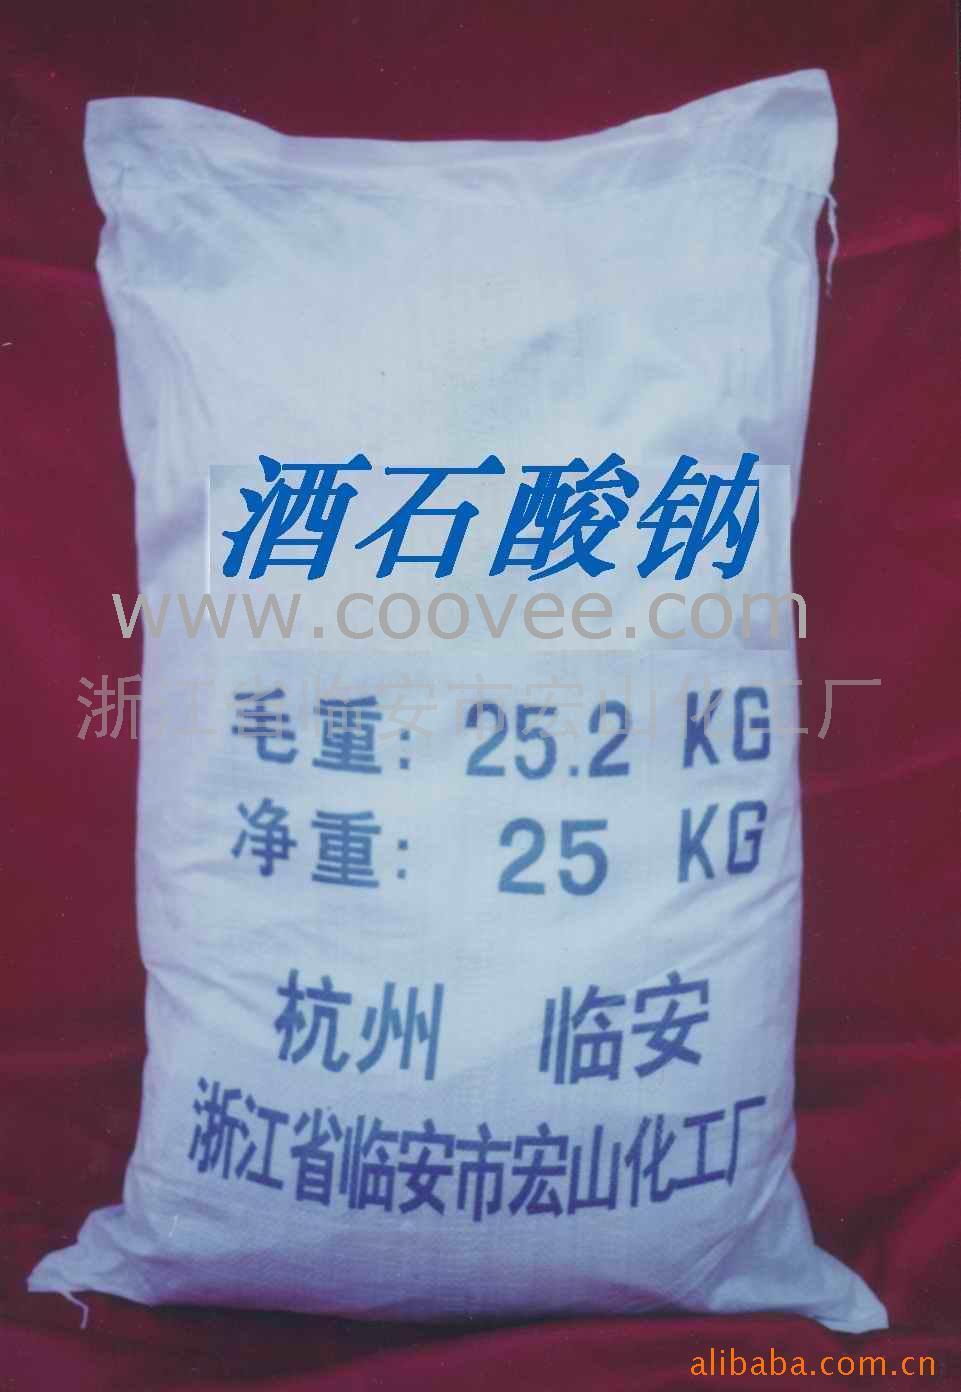 酒石酸钠
www.coovee.com
浙江省临安市宏山化工厂
毛重: 25.2 KG
净重: 25 KG
杭州 临安
浙江省临安市宏山化工厂
alibaba.com.cn